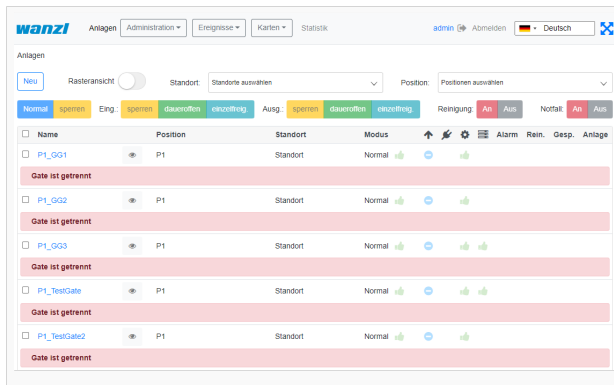 wanzl Anlagen Administration Ereignisse Karten Statistik admin Abmelden Deutsch
Anlagen
Neu Rasteransicht Standort: Standorte auswählen Position: Positionen auswählen
Normal sperren Eing.: sperren daueroffen einzelfreig. Ausg.: sperren daueroffen einzelfreig. Reinigung: An Aus Notfall: An Aus
Name Position Standort Modus Alarm Rein. Gesp. Anlage
P1_GG1 P1 Standort Normal
Gate ist getrennt
P1_GG2 P1 Standort Normal
Gate ist getrennt
P1_GG3 P1 Standort Normal
Gate ist getrennt
P1_TestGate P1 Standort Normal
Gate ist getrennt
P1_TestGate2 P1 Standort Normal
Gate ist getrennt